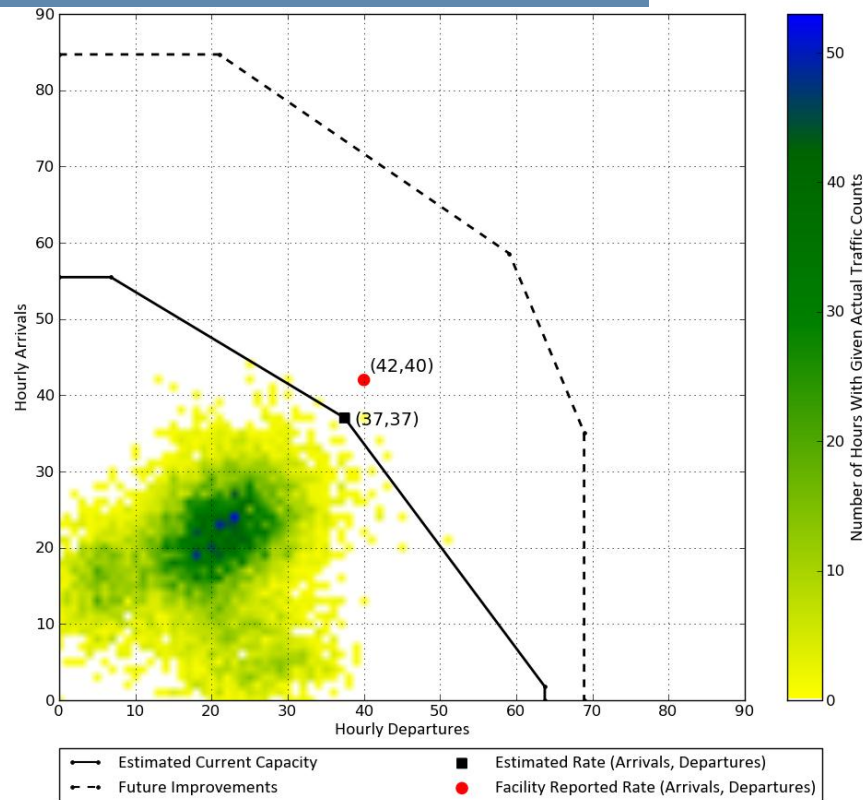 90
80
70
60
50
40
30
20
10
0
Hourly Arrivals
(42,40)
(37,37)
0 10 20 30 40 50 60 70 80 90
Hourly Departures
50
40
30
20
10
0
Number of Hours With Given Actual Traffic Counts
Estimated Current Capacity
Future Improvements
Estimated Rate (Arrivals, Departures)
Facility Reported Rate (Arrivals, Departures)